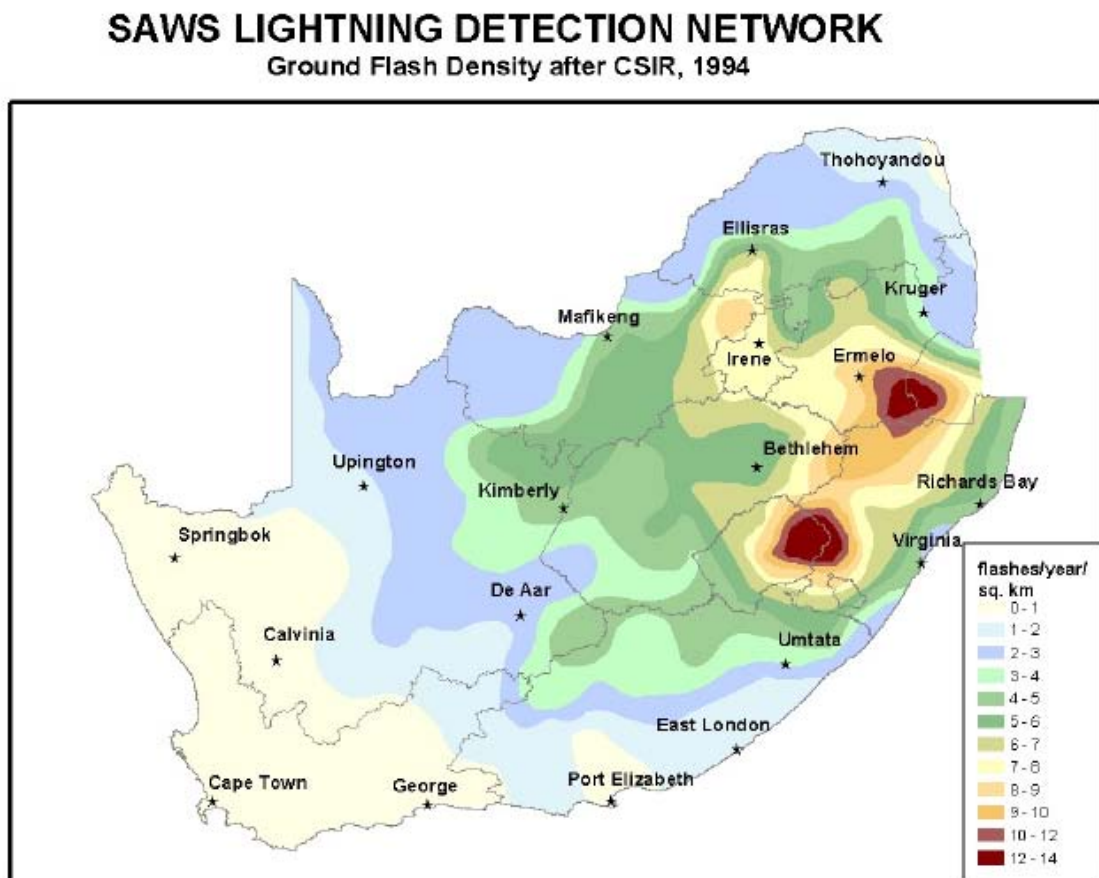 SAWS LIGHTNING DETECTION NETWORK
Ground Flash Density after CSIR, 1994
Thohoyandou
Ellisras
Kruger
Mafikeng
Irene
Ermelo
Bethlehem
Upington
Kimberly
Richards Bay
Springbok
Virginia
De Aar
Calvinia
Umtata
East London
Port Elizabeth
Cape Town
George
flashes/year/
sq. km
0 - 1
1 - 2
2 - 3
3 - 4
4 - 5
5 - 6
6 - 7
7 - 8
8 - 9
9 - 10
10 - 12
12 - 14